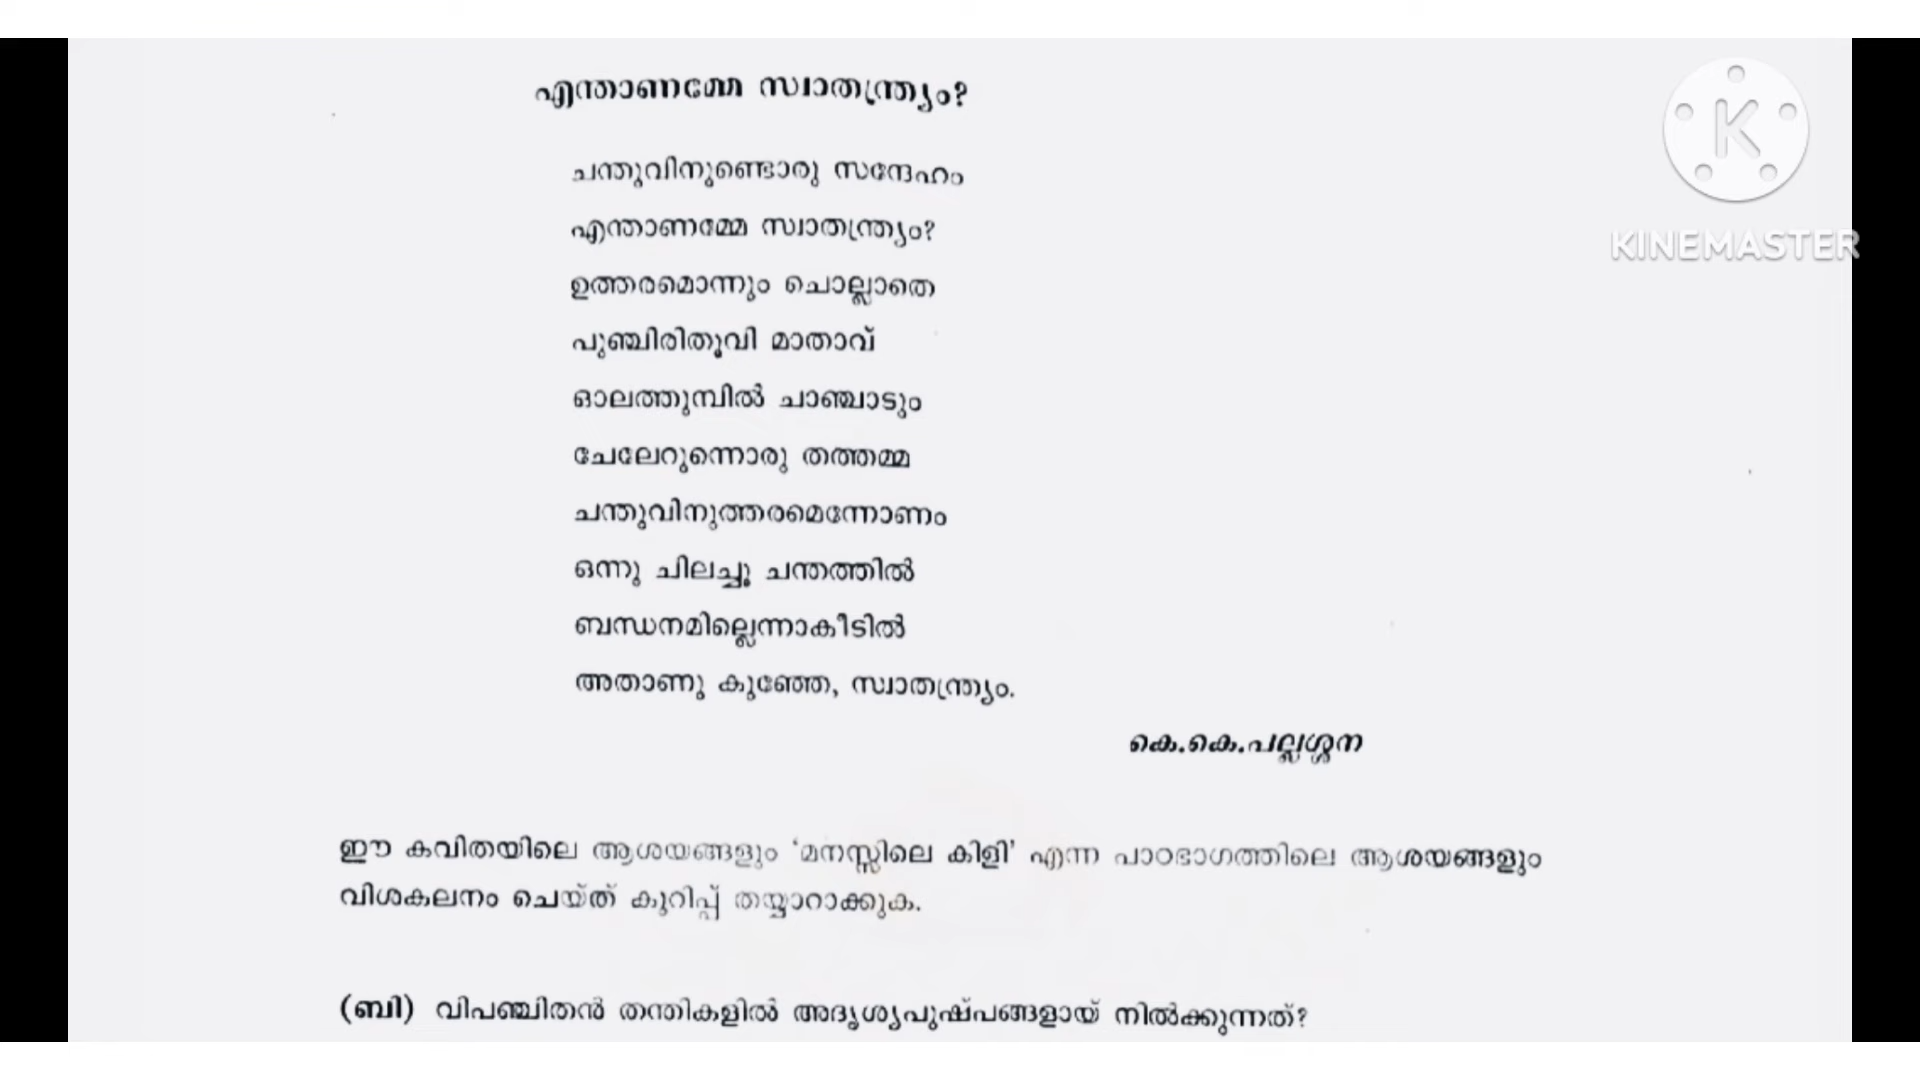 എന്താണമ്മേ സ്വാതന്ത്ര്യം?
ചന്തുവിനുണ്ടൊരു സന്ദേഹം
എന്താണമ്മേ സ്വാതന്ത്ര്യം?
ഉത്തരമൊന്നും ചൊല്ലാതെ
പുഞ്ചിരിതൂവി മാതാവ്
ഓലത്തുമ്പിൽ ചാഞ്ചാടും
ചേലേറുന്നൊരു തത്തമ്മ
ചന്തുവിനുത്തരമെന്നോണം
ഒന്നു ചിലച്ചൂ ചന്തത്തിൽ
ബന്ധനമില്ലെന്നാകീടിൽ
അതാണു കുഞ്ഞേ, സ്വാതന്ത്ര്യം.
കെ.കെ.പല്ലശ്ശന
ഈ കവിതയിലെ ആശയങ്ങളും 'മനസ്സിലെ കിളി' എന്ന പാഠഭാഗത്തിലെ ആശയങ്ങളും
വിശകലനം ചെയ്ത് കുറിപ്പ് തയ്യാറാക്കുക.
(ബി) വിപഞ്ചിതൻ തന്തികളിൽ അദൃശ്യപുഷ്പങ്ങളായ് നിൽക്കുന്നത്?
K
KINEMASTER